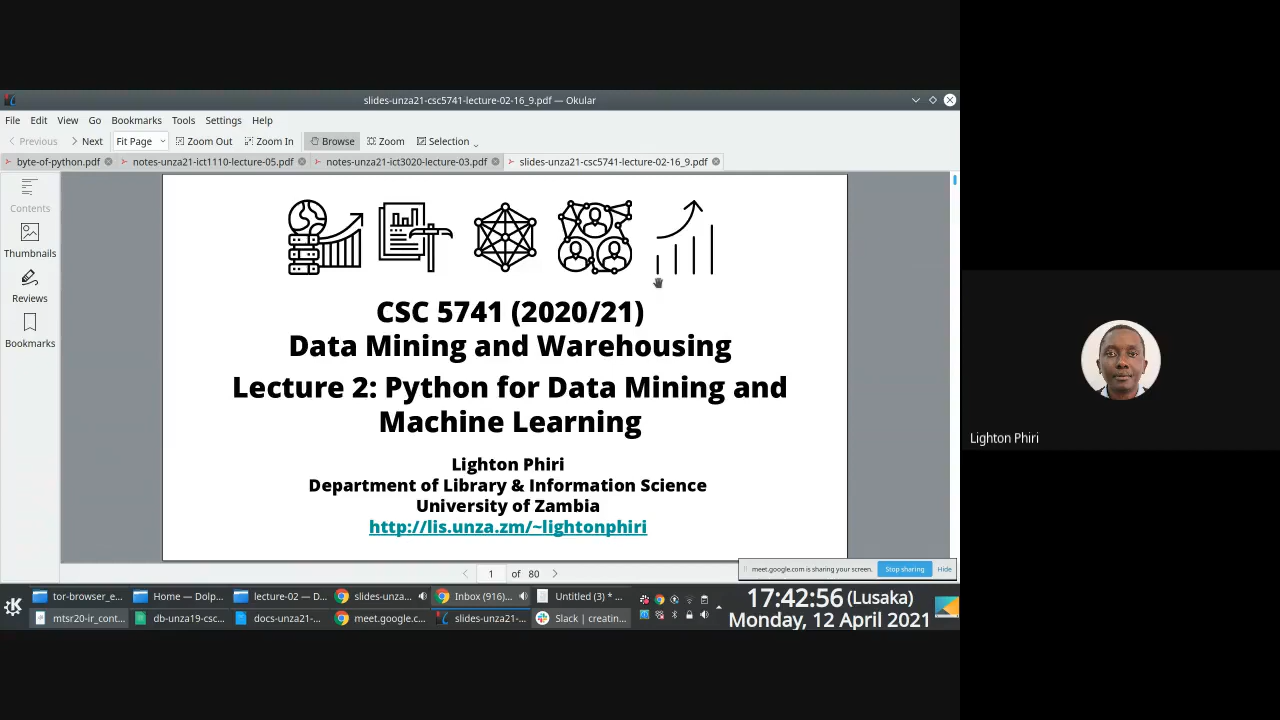 slides-unza21-csc5741-lecture-02-16_9.pdf — Okular
File Edit View Go Bookmarks Tools Settings Help
Previous Next Fit Page Zoom Out Zoom In Browse Zoom Selection
byte-of-python.pdf notes-unza21-ict1110-lecture-05.pdf notes-unza21-ict3020-lecture-03.pdf slides-unza21-csc5741-lecture-02-16_9.pdf
Contents
Thumbnails
Reviews
Bookmarks
CSC 5741 (2020/21)
Data Mining and Warehousing
Lecture 2: Python for Data Mining and
Machine Learning
Lighton Phiri
Department of Library & Information Science
University of Zambia
http://lis.unza.zm/~lightonphiri
1 of 80
meet.google.com is sharing your screen. Stop sharing Hide
tor-browser_e... Home — Dolp... lecture-02 — D... slides-unza... Inbox (916)... Untitled (3) * ...
mtsr20-ir_cont... db-unza19-csc... docs-unza21-... meet.google.c... slides-unza21-... Slack | creatin...
17:42:56 (Lusaka)
Monday, 12 April 2021
Lighton Phiri